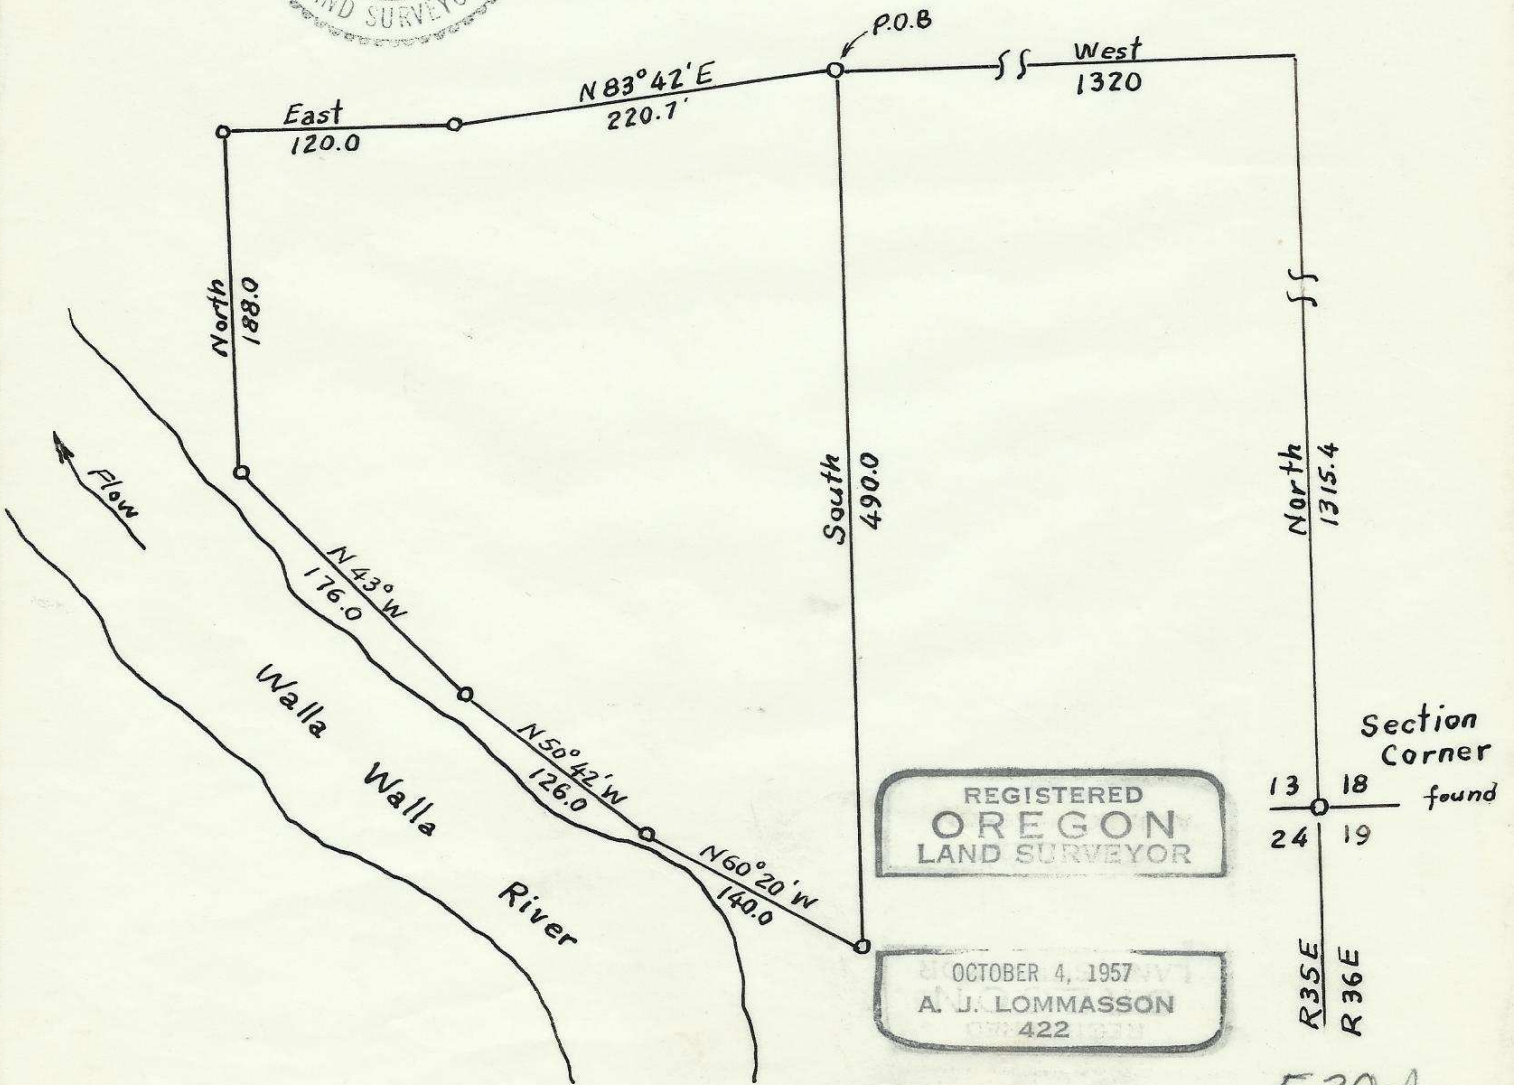 LAND SURVEYOR
P.O.B
West
1320
N 83°42' E
220.7'
East
120.0
North
188.0
South
490.0
North
1315.4
Flow
N 43° W
176.0
Walla
Walla
River
N 50°42' W
126.0
N 60°20' W
140.0
Section
Corner
found
13 18
24 19
REGISTERED
OREGON
LAND SURVEYOR
OCTOBER 4, 1957
A. J. LOMMASSON
422
R35E
R36E